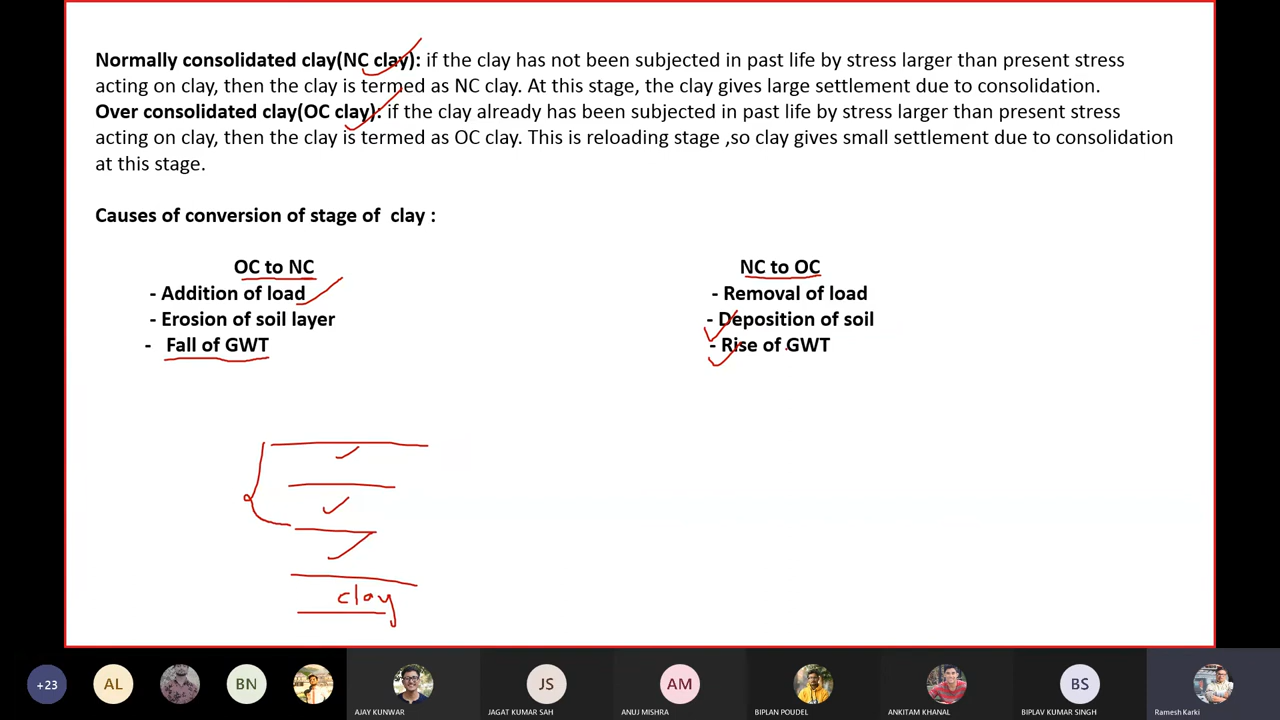 Normally consolidated clay(NC clay): if the clay has not been subjected in past life by stress larger than present stress
acting on clay, then the clay is termed as NC clay. At this stage, the clay gives large settlement due to consolidation.
Over consolidated clay(OC clay): if the clay already has been subjected in past life by stress larger than present stress
acting on clay, then the clay is termed as OC clay. This is reloading stage ,so clay gives small settlement due to consolidation
at this stage.
Causes of conversion of stage of clay :
OC to NC
- Addition of load
- Erosion of soil layer
- Fall of GWT
NC to OC
- Removal of load
- Deposition of soil
- Rise of GWT
clay
+23
AL
BN
AJAY KUNWAR
JS
JAGAT KUMAR SAH
AM
ANUJ MISHRA
BIPLAN POUDEL
ANKITAM KHANAL
BS
BIPLAV KUMAR SINGH
Ramesh Karki